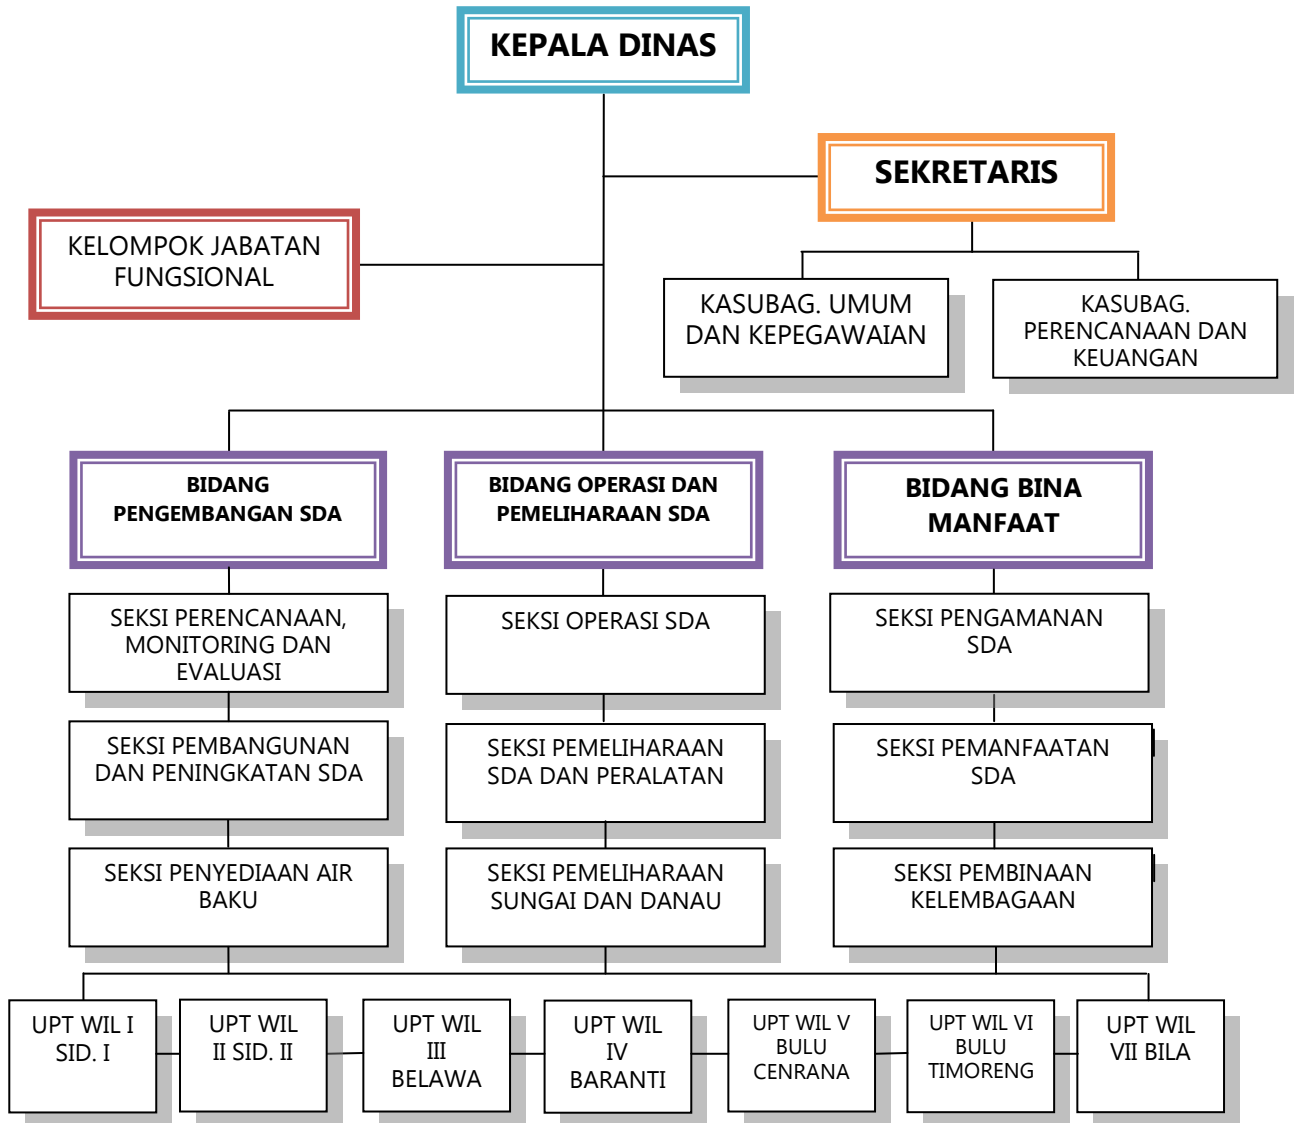 KEPALA DINAS
SEKRETARIS
KELOMPOK JABATAN
FUNGSIONAL
KASUBAG. UMUM
DAN KEPEGAWAIAN
KASUBAG.
PERENCANAAN DAN
KEUANGAN
BIDANG
PENGEMBANGAN SDA
BIDANG OPERASI DAN
PEMELIHARAAN SDA
BIDANG BINA
MANFAAT
SEKSI PERENCANAAN,
MONITORING DAN
EVALUASI
SEKSI OPERASI SDA
SEKSI PENGAMANAN
SDA
SEKSI PEMBANGUNAN
DAN PENINGKATAN SDA
SEKSI PEMELIHARAAN
SDA DAN PERALATAN
SEKSI PEMANFAATAN
SDA
SEKSI PENYEDIAAN AIR
BAKU
SEKSI PEMELIHARAAN
SUNGAI DAN DANAU
SEKSI PEMBINAAN
KELEMBAGAAN
UPT WIL I
SID. I
UPT WIL
II SID. II
UPT WIL
III
BELAWA
UPT WIL
IV
BARANTI
UPT WIL V
BULU
CENRANA
UPT WIL VI
BULU
TIMORENG
UPT WIL
VII BILA